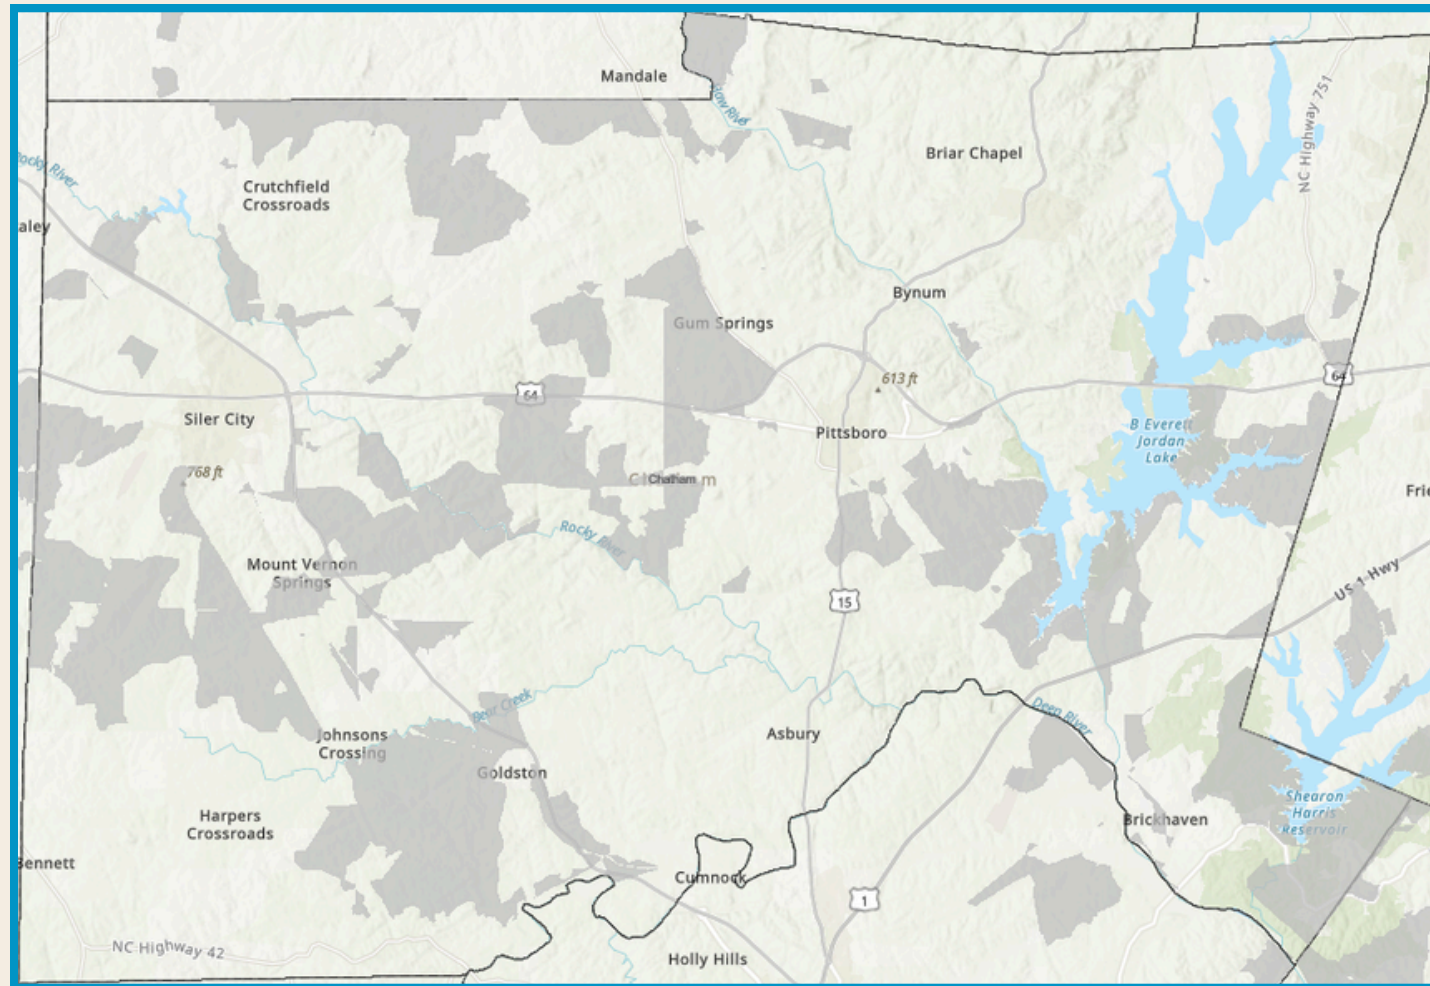 Mandale
Haw River
NC Highway 751
Briar Chapel
Rocky River
Crutchfield
Crossroads
aley
Bynum
Gum Springs
64
613 ft
64
Siler City
Pittsboro
B Everett
Jordan
Lake
768 ft
Chatham
Frie
Rocky River
Mount Vernon
Springs
15
US 1 Hwy
Bear Creek
Deep River
Johnsons
Crossing
Asbury
Goldston
Harpers
Crossroads
Shearon
Harris
Reservoir
Brickhaven
Bennett
Cumnock
1
NC Highway 42
Holly Hills